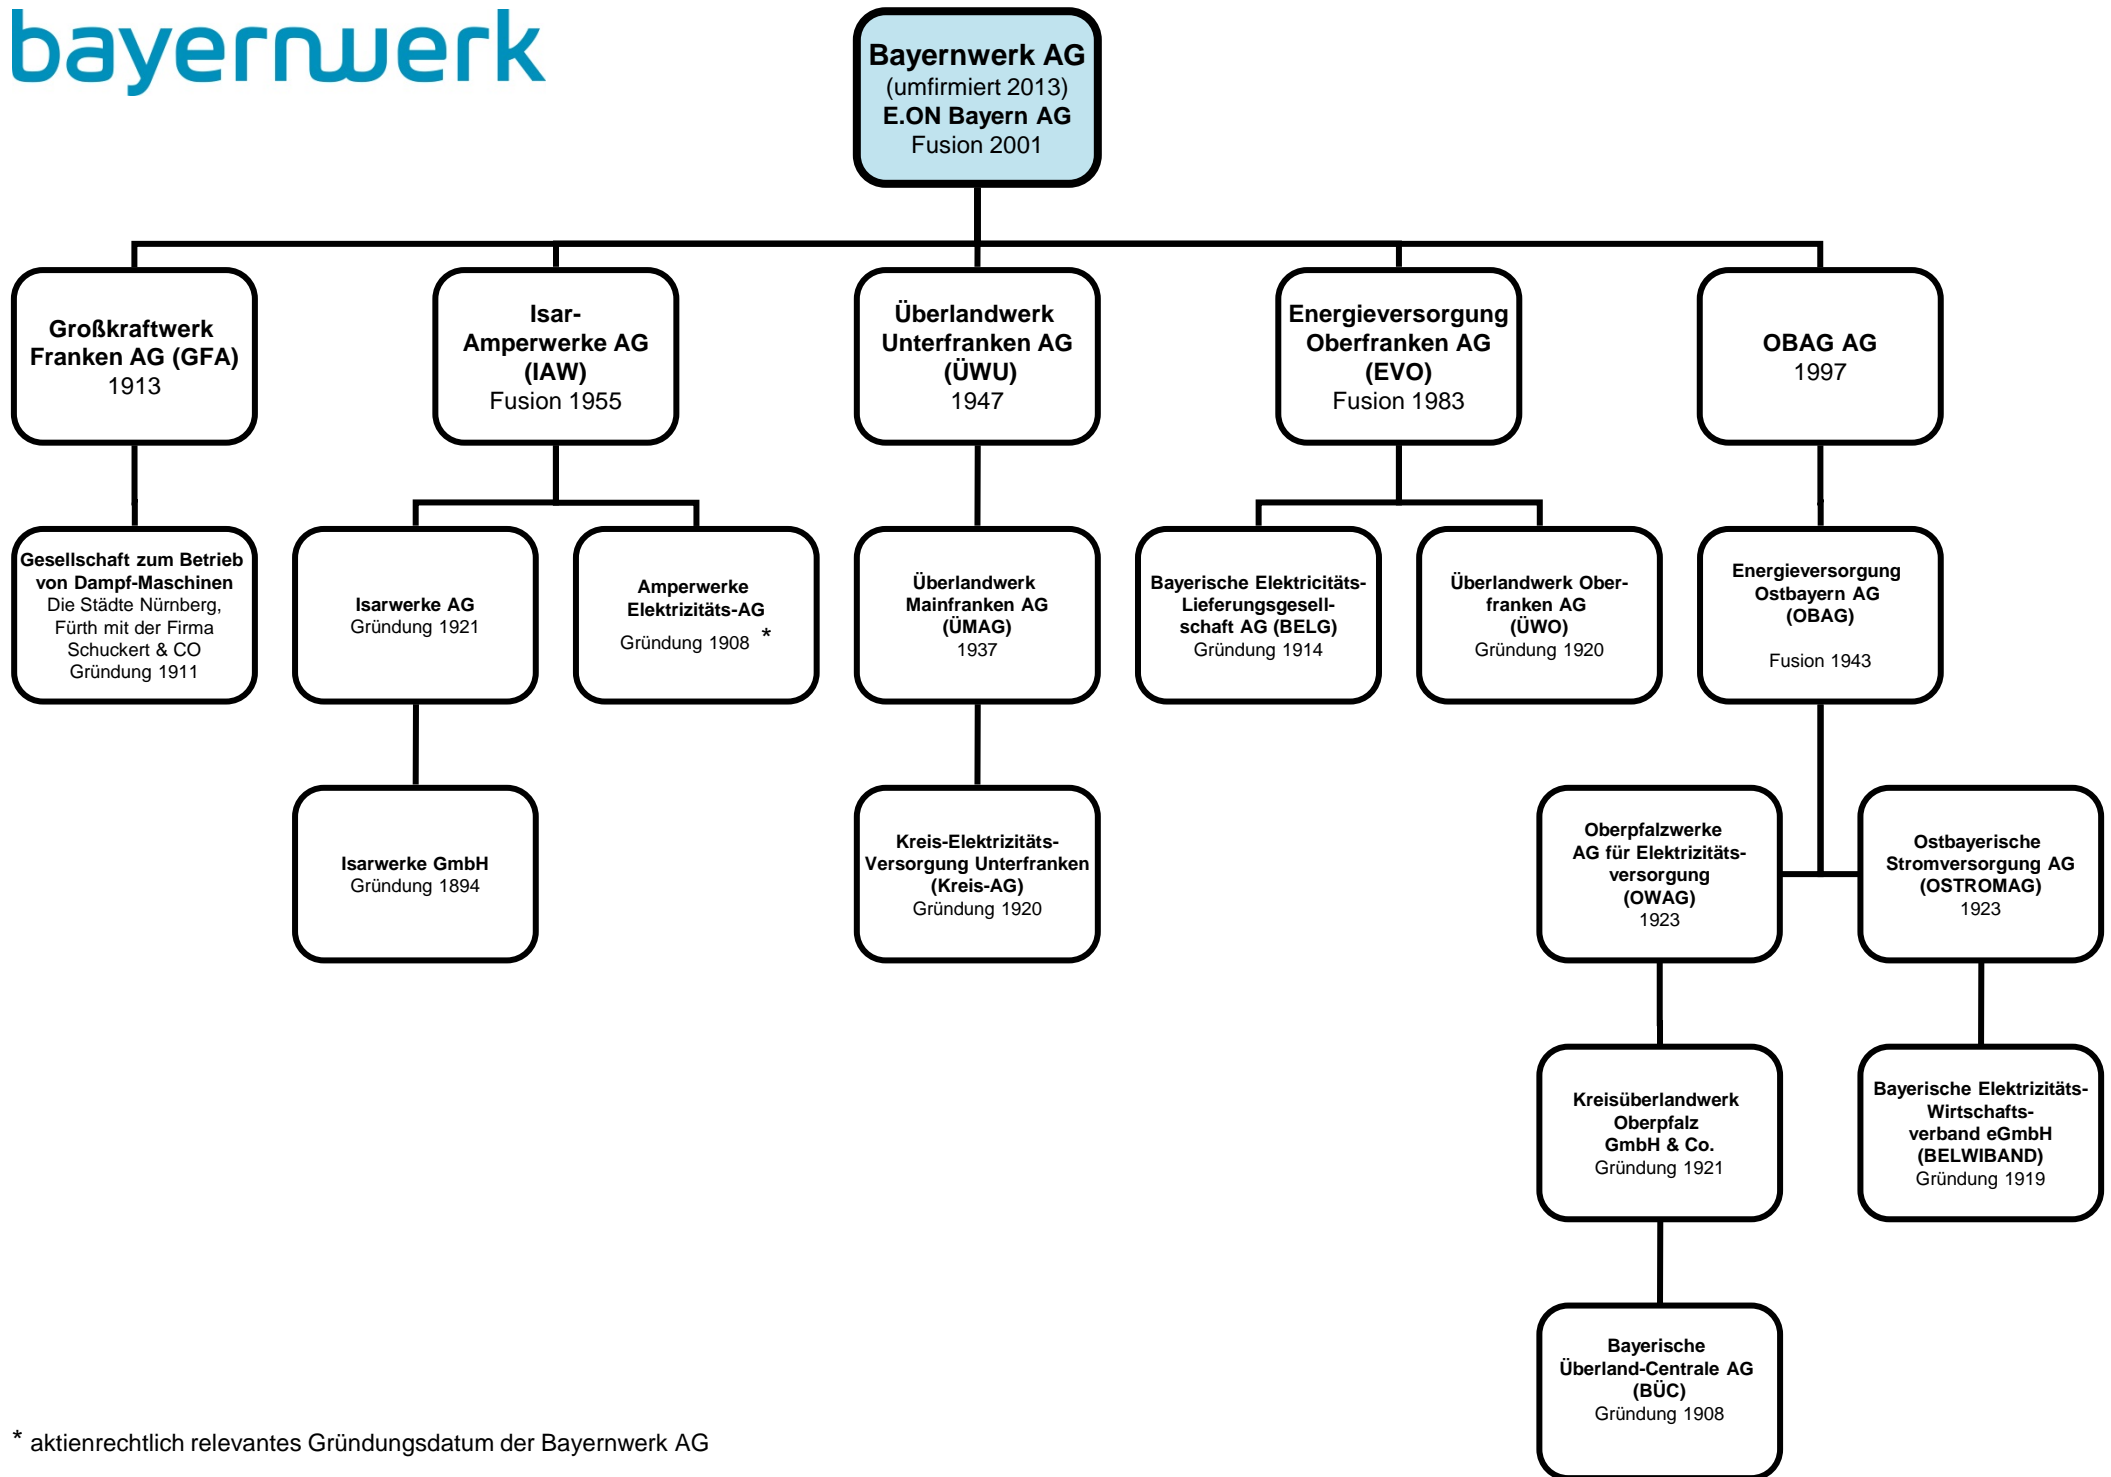 bayernwerk
Bayernwerk AG
(umfirmiert 2013)
E.ON Bayern AG
Fusion 2001
Großkraftwerk
Franken AG (GFA)
1913
Isar-
Amperwerke AG
(IAW)
Fusion 1955
Überlandwerk
Unterfranken AG
(ÜWU)
1947
Energieversorgung
Oberfranken AG
(EVO)
Fusion 1983
OBAG AG
1997
Gesellschaft zum Betrieb
von Dampf-Maschinen
Die Städte Nürnberg,
Fürth mit der Firma
Schuckert & CO
Gründung 1911
Isarwerke AG
Gründung 1921
Amperwerke
Elektrizitäts-AG
Gründung 1908 *
Überlandwerk
Mainfranken AG
(ÜMAG)
1937
Bayerische Elektricitäts-
Lieferungsgesell-
schaft AG (BELG)
Gründung 1914
Überlandwerk Ober-
franken AG
(ÜWO)
Gründung 1920
Energieversorgung
Ostbayern AG
(OBAG)
Fusion 1943
Isarwerke GmbH
Gründung 1894
Kreis-Elektrizitäts-
Versorgung Unterfranken
(Kreis-AG)
Gründung 1920
Oberpfalzwerke
AG für Elektrizitäts-
versorgung
(OWAG)
1923
Ostbayerische
Stromversorgung AG
(OSTROMAG)
1923
Kreisüberlandwerk
Oberpfalz
GmbH & Co.
Gründung 1921
Bayerische Elektrizitäts-
Wirtschafts-
verband eGmbH
(BELWIBAND)
Gründung 1919
Bayerische
Überland-Centrale AG
(BÜC)
Gründung 1908
* aktienrechtlich relevantes Gründungsdatum der Bayernwerk AG